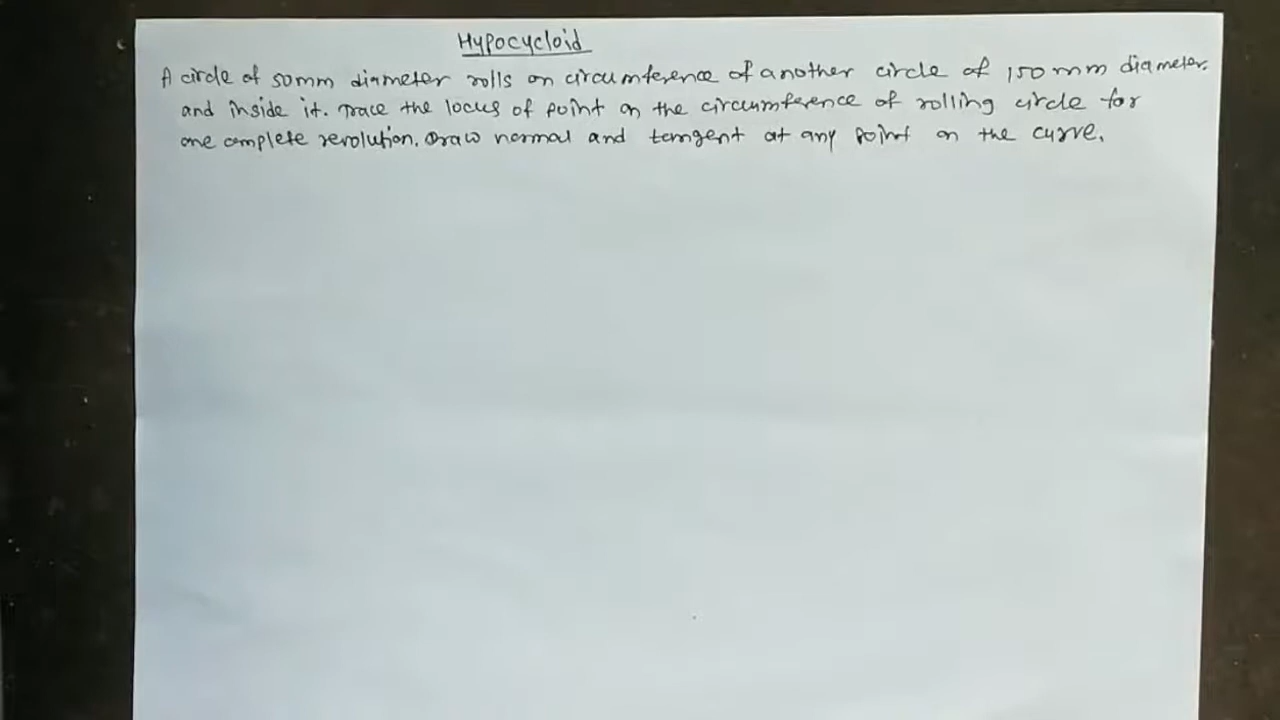 Hypocycloid
A circle of 50mm diameter rolls on circumference of another circle of 150mm diameter.
and inside it. Trace the locus of point on the circumference of rolling circle for
one complete revolution. Draw normal and tangent at any point on the curve.